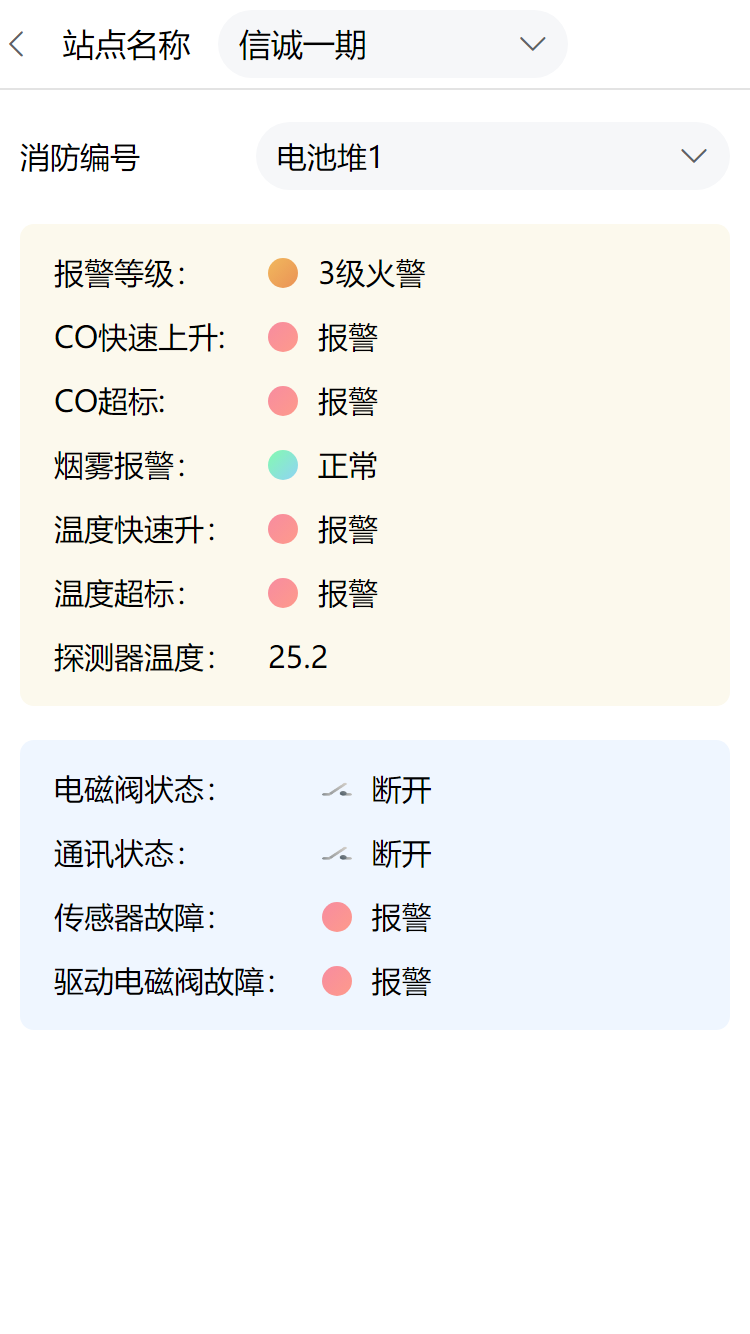 站点名称 信诚一期
消防编号 电池堆1
报警等级： 3级火警
CO快速上升: 报警
CO超标: 报警
烟雾报警： 正常
温度快速升： 报警
温度超标： 报警
探测器温度： 25.2
电磁阀状态： 断开
通讯状态： 断开
传感器故障： 报警
驱动电磁阀故障： 报警